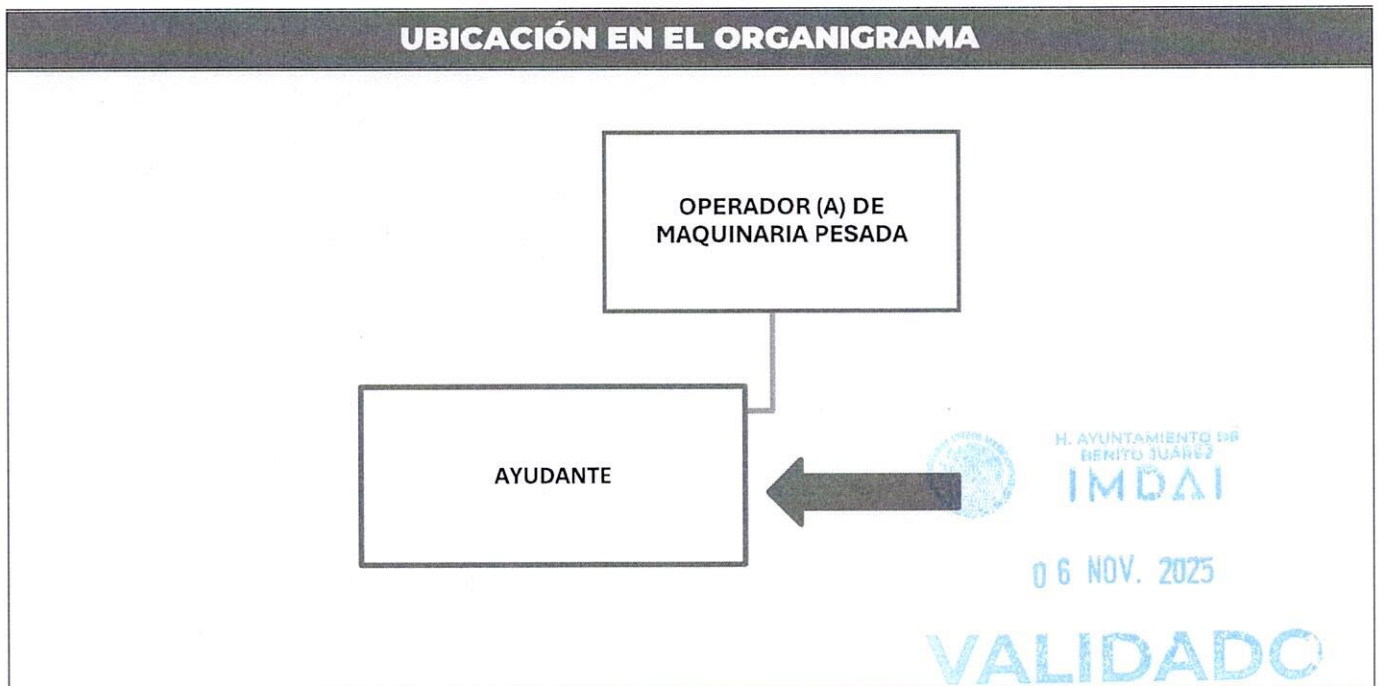 UBICACIÓN EN EL ORGANIGRAMA
OPERADOR (A) DE
MAQUINARIA PESADA
AYUDANTE
H. AYUNTAMIENTO DE
BENITO JUÁREZ
IMDAI
06 NOV. 2025
VALIDADO